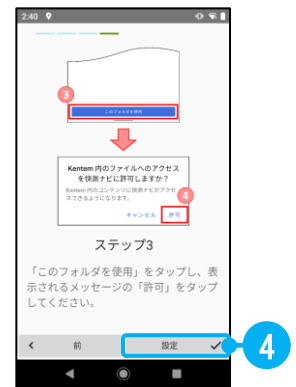 2:40
3
このフォルダを使用
Kentem 内のファイルへのアクセス
を快測ナビに許可しますか？
4
Kentem 内のコンテンツに快測ナビがアクセ
スできるようになります。
キャンセル 許可
ステップ3
「このフォルダを使用」をタップし、表
示されるメッセージの「許可」をタップ
してください。
前 設定
4